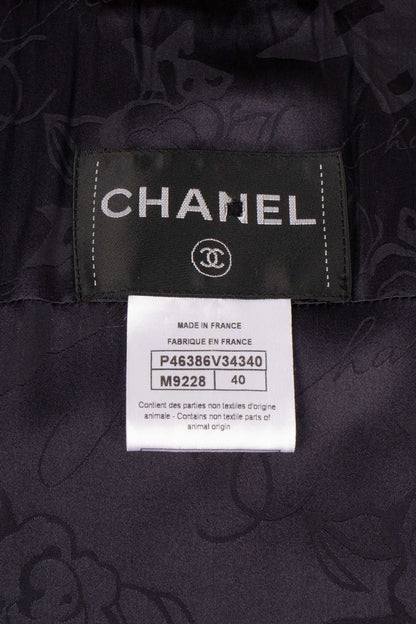 CHANEL
MADE IN FRANCE
FABRIQUE EN FRANCE
P46386V34340
M9228 40
Contient des parties non textiles d'origine
animale - Contains non textile parts of
animal origin